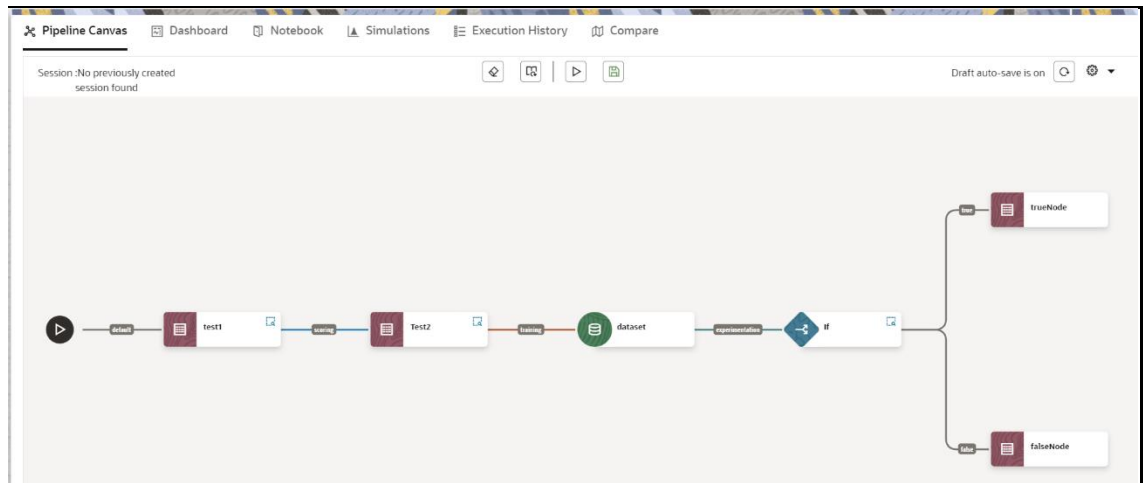 Pipeline Canvas Dashboard Notebook Simulations Execution History Compare
Session :No previously created
session found
Draft auto-save is on
true
trueNode
default
test1
scoring
Test2
training
dataset
experimentation
If
false
falseNode